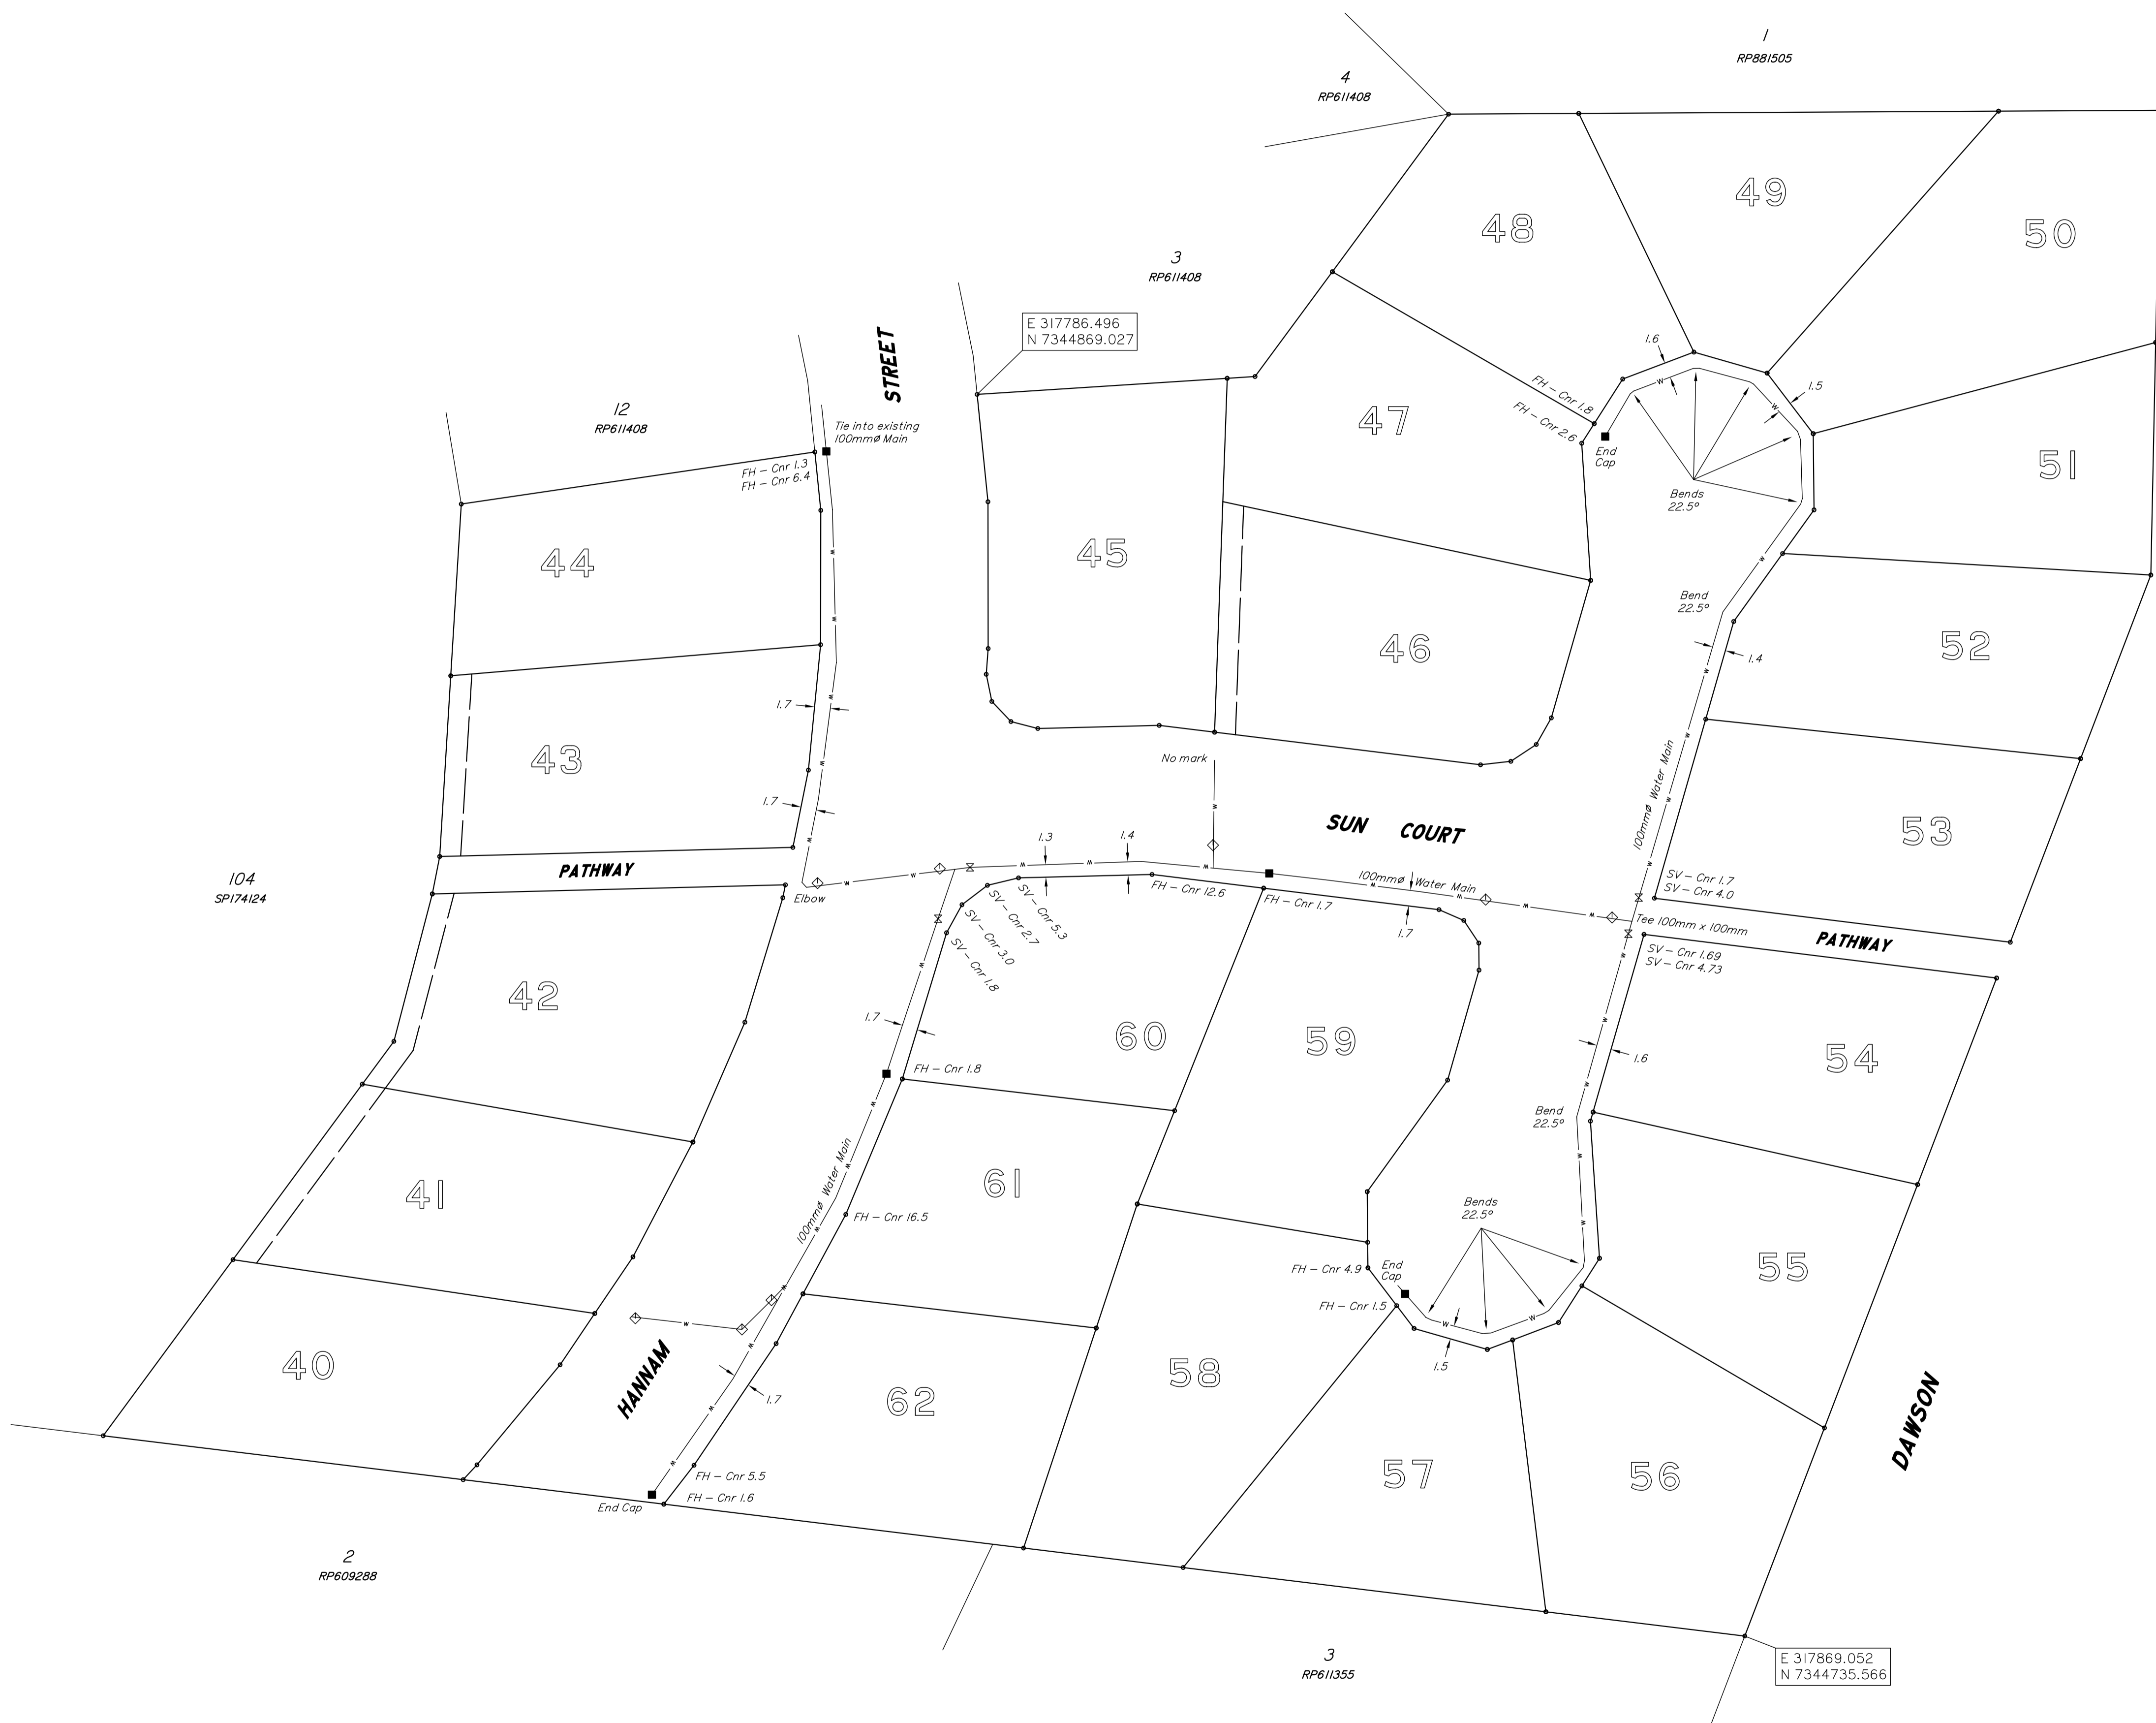 1
RP881505
4
RP611408
48
49
50
3
RP611408
E 317786.496
N 7344869.027
STREET
12
RP611408
Tie into existing
100mmø Main
FH – Cnr 1.3
FH – Cnr 6.4
1.6
1.5
FH – Cnr 1.8
FH – Cnr 2.6
End
Cap
Bends
22.5°
47
51
44
45
46
Bend
22.5°
1.4
52
43
1.7
1.7
No mark
100mmø Water Main
53
SUN COURT
1.3
1.4
PATHWAY
104
SP174124
Elbow
100mmø Water Main
SV – Cnr 1.7
SV – Cnr 4.0
FH – Cnr 12.6
FH – Cnr 1.7
SV – Cnr 5.3
SV – Cnr 2.7
SV – Cnr 3.0
SV – Cnr 1.8
1.7
Tee 100mm x 100mm
PATHWAY
SV – Cnr 1.69
SV – Cnr 4.73
42
1.7
60
59
54
1.6
FH – Cnr 1.8
Bend
22.5°
41
100mmø Water Main
61
FH – Cnr 16.5
Bends
22.5°
FH – Cnr 4.9
End
Cap
FH – Cnr 1.5
55
40
HANNAM
1.7
62
58
1.5
57
56
DAWSON
FH – Cnr 5.5
FH – Cnr 1.6
End Cap
2
RP609288
3
RP611355
E 317869.052
N 7344735.566